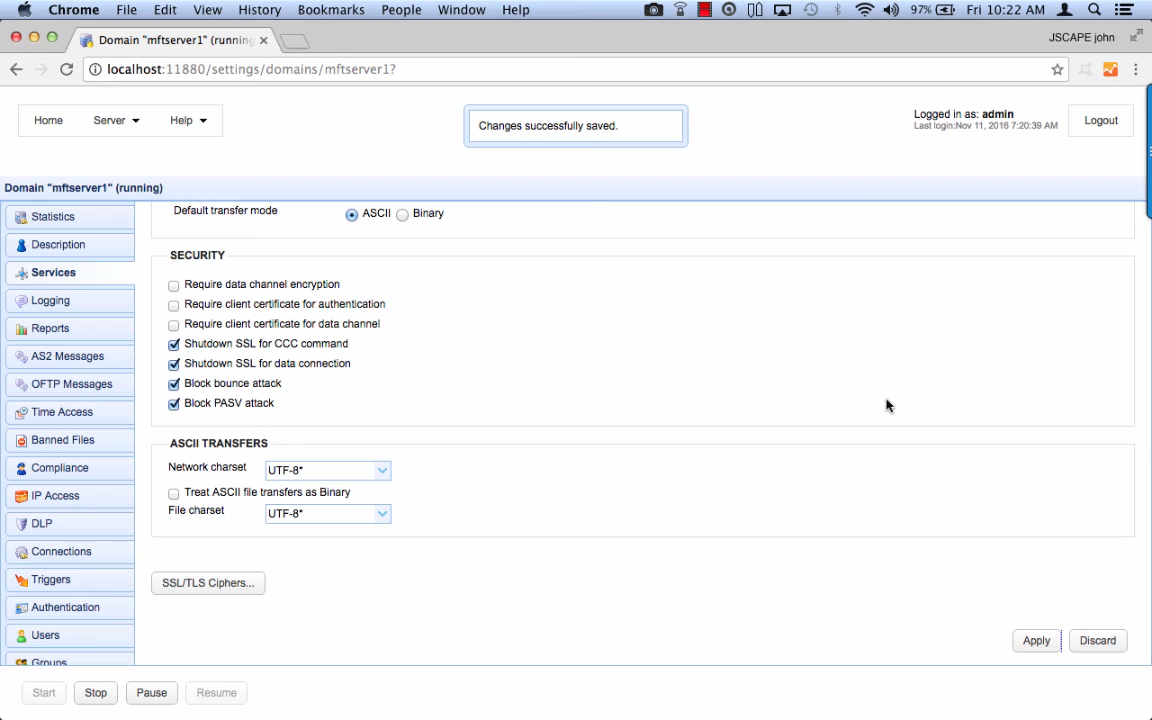 Chrome File Edit View History Bookmarks People Window Help 97% Fri 10:22 AM
Domain "mftserver1" (running
JSCAPE john
localhost:11880/settings/domains/mftserver1?
Home Server Help
Changes successfully saved.
Logged in as: admin
Last login:Nov 11, 2016 7:20:39 AM
Logout
Domain "mftserver1" (running)
Statistics
Description
Services
Logging
Reports
AS2 Messages
OFTP Messages
Time Access
Banned Files
Compliance
IP Access
DLP
Connections
Triggers
Authentication
Users
Groups
Default transfer mode ASCII Binary
SECURITY
Require data channel encryption
Require client certificate for authentication
Require client certificate for data channel
Shutdown SSL for CCC command
Shutdown SSL for data connection
Block bounce attack
Block PASV attack
ASCII TRANSFERS
Network charset UTF-8*
Treat ASCII file transfers as Binary
File charset UTF-8*
SSL/TLS Ciphers...
Apply Discard
Start Stop Pause Resume